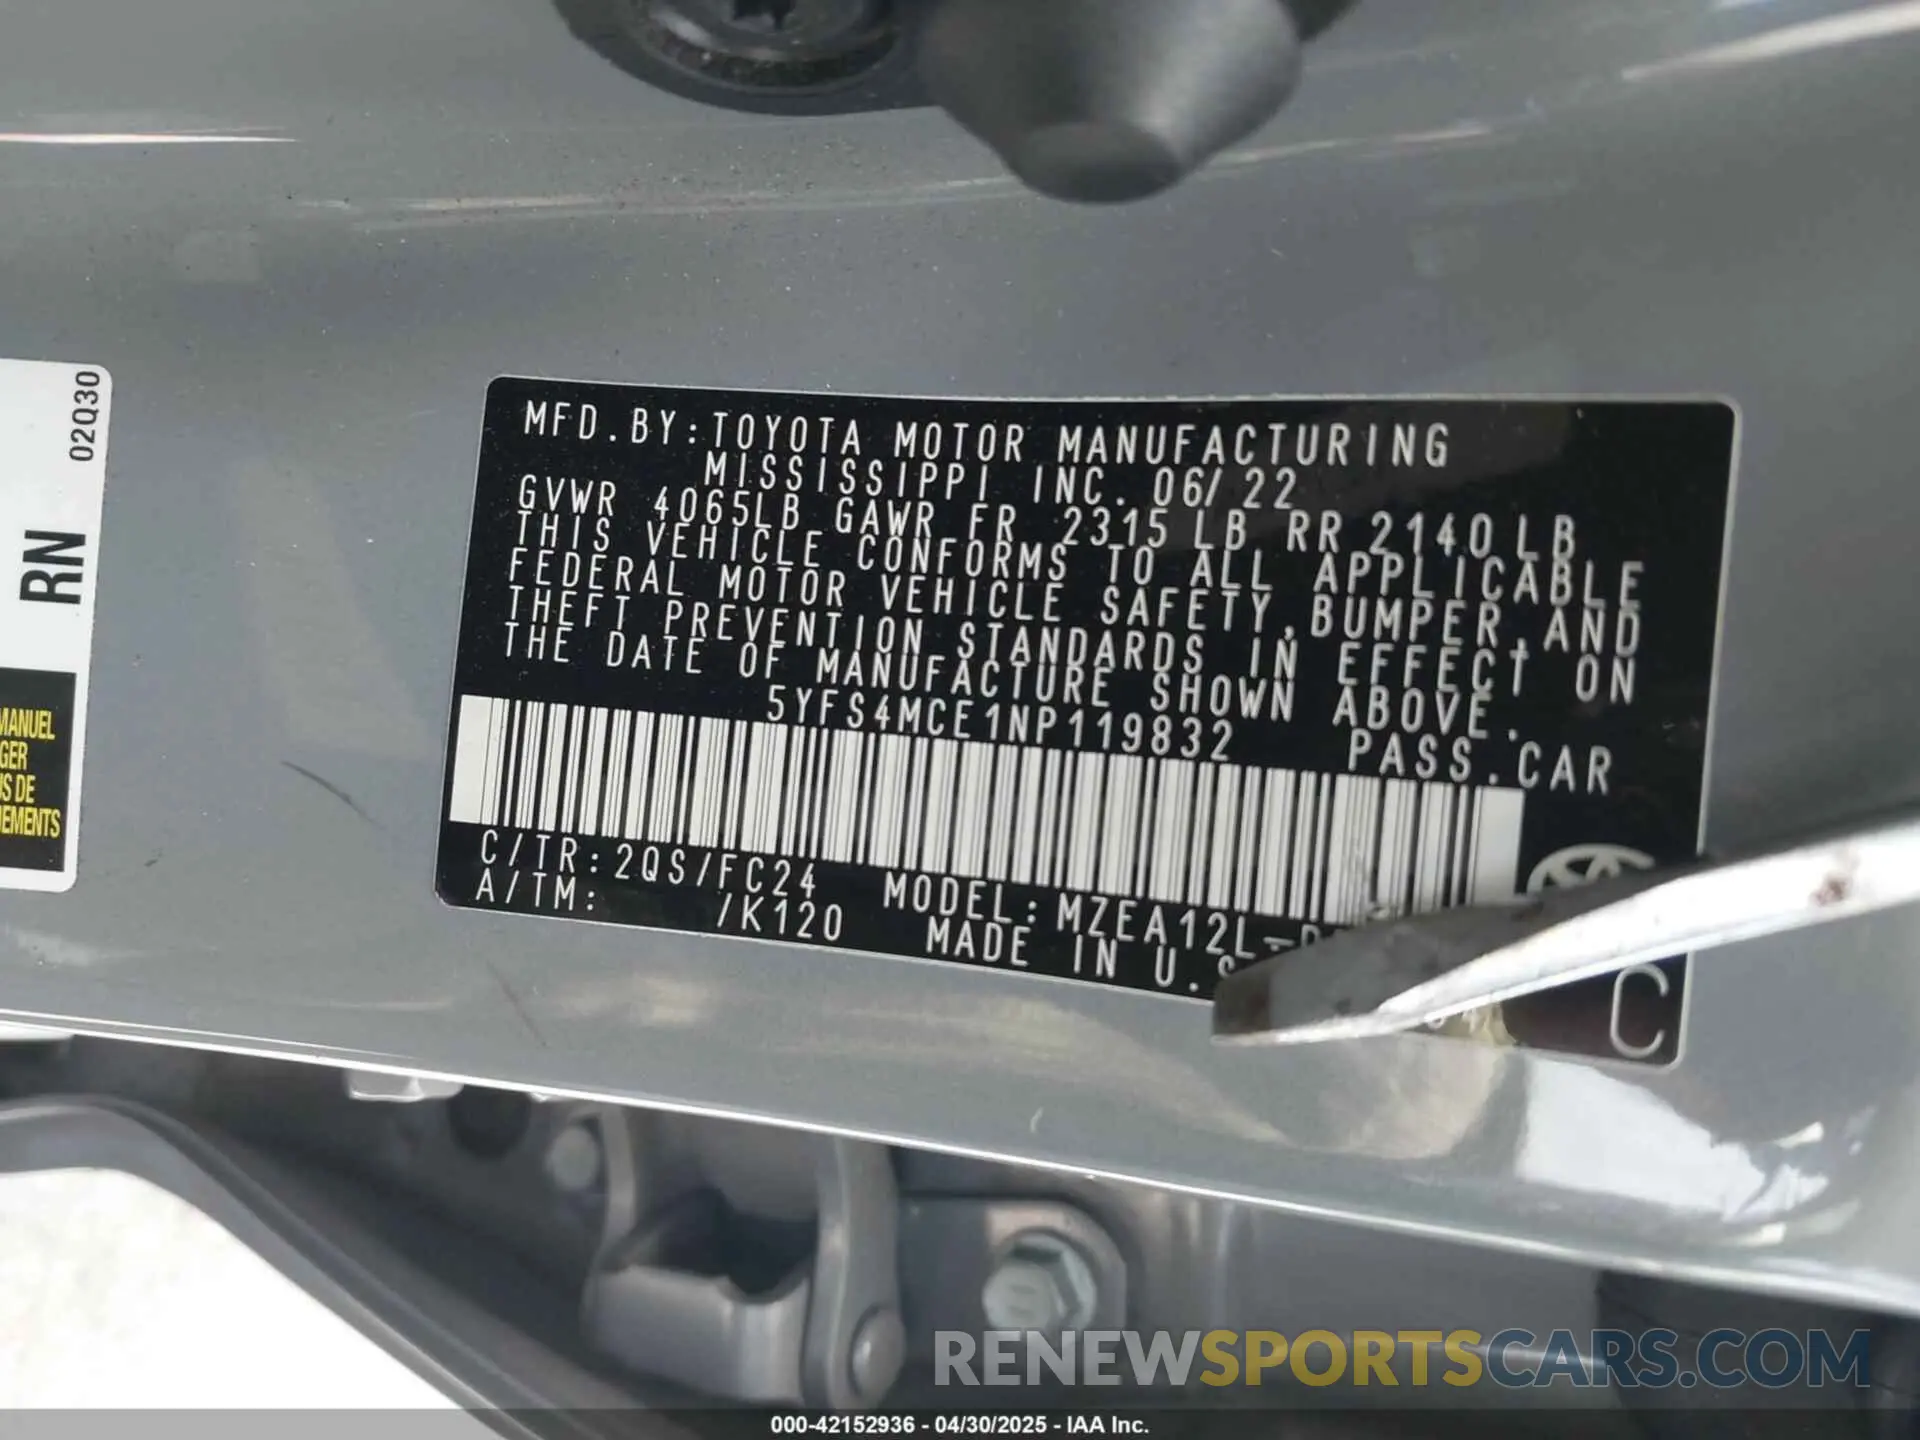 02Q30
RN
MANUEL
GER
S DE
EMENTS
MFD.BY:TOYOTA MOTOR MANUFACTURING
MISSISSIPPI INC. 06/22
GVWR 4065LB GAWR FR 2315 LB RR 2140 LB
THIS VEHICLE CONFORMS TO ALL APPLICABLE
FEDERAL MOTOR VEHICLE SAFETY,BUMPER,AND
THEFT PREVENTION STANDARDS IN EFFECT ON
THE DATE OF MANUFACTURE SHOWN ABOVE.
5YFS4MCE1NP119832 PASS.CAR
C/TR:2QS/FC24 MODEL:MZEA12L-
A/TM: /K120 MADE IN U.S
C
RENEWSPORTSCARS.COM
000-42152936 - 04/30/2025 - IAA Inc.